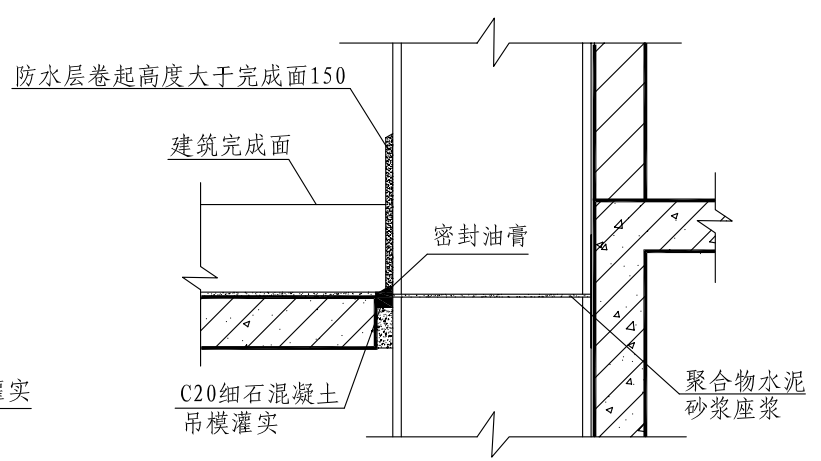 防水层卷起高度大于完成面150
建筑完成面
密封油膏
实
C20细石混凝土
吊模灌实
聚合物水泥
砂浆座浆